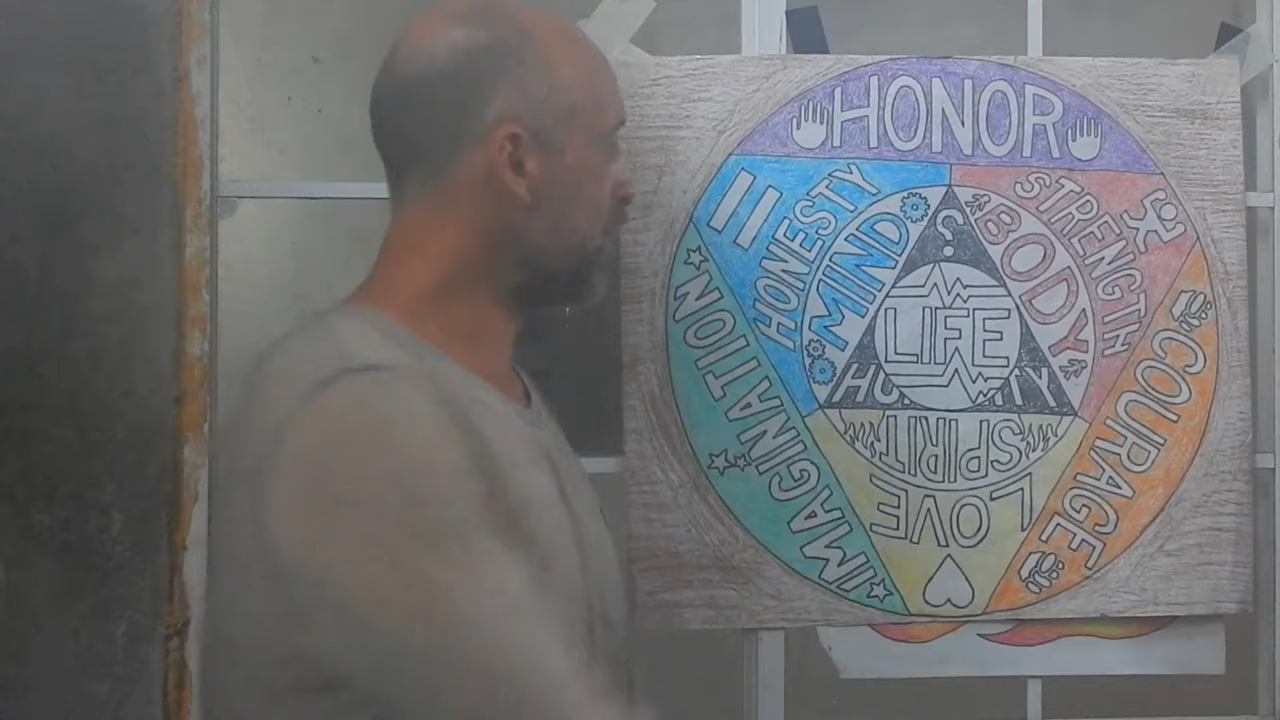 HONOR
HONESTY
STRENGTH
MIND
?
BODY
LIFE
IMAGINATION
COURAGE
SPIRIT
LOVE